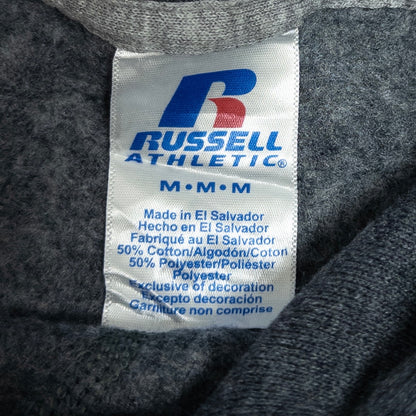 R
RUSSELL
ATHLETIC®
M • M • M
Made in El Salvador
Hecho en El Salvador
Fabriqué au El Salvador
50% Cotton/Algodón/Coton
50% Polyester/Poliéster
Polyester
Exclusive of decoration
Excepto decoración
Garniture non comprise